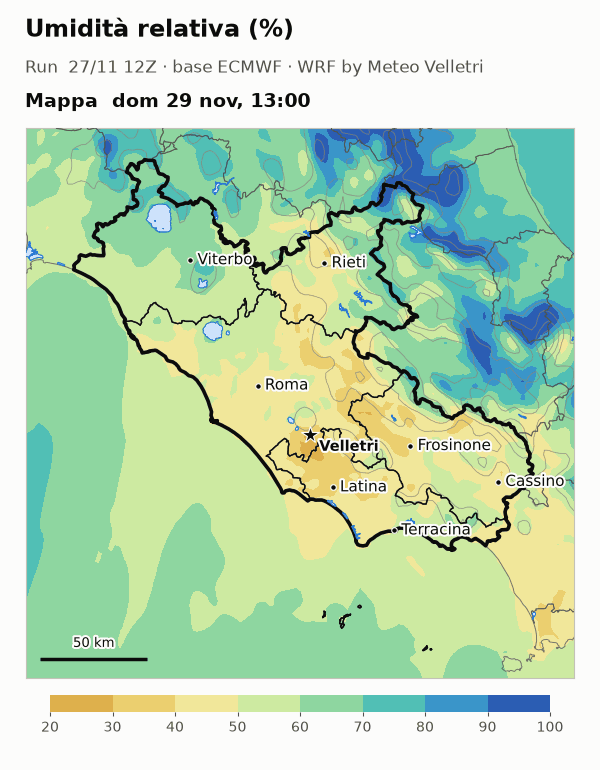 Umidità relativa (%)
Run  27/11 12Z · base ECMWF · WRF by Meteo Velletri
Mappa  dom 29 nov, 13:00
Viterbo
Rieti
Roma
Velletri
Frosinone
Cassino
Latina
Terracina
50 km
20 30 40 50 60 70 80 90 100